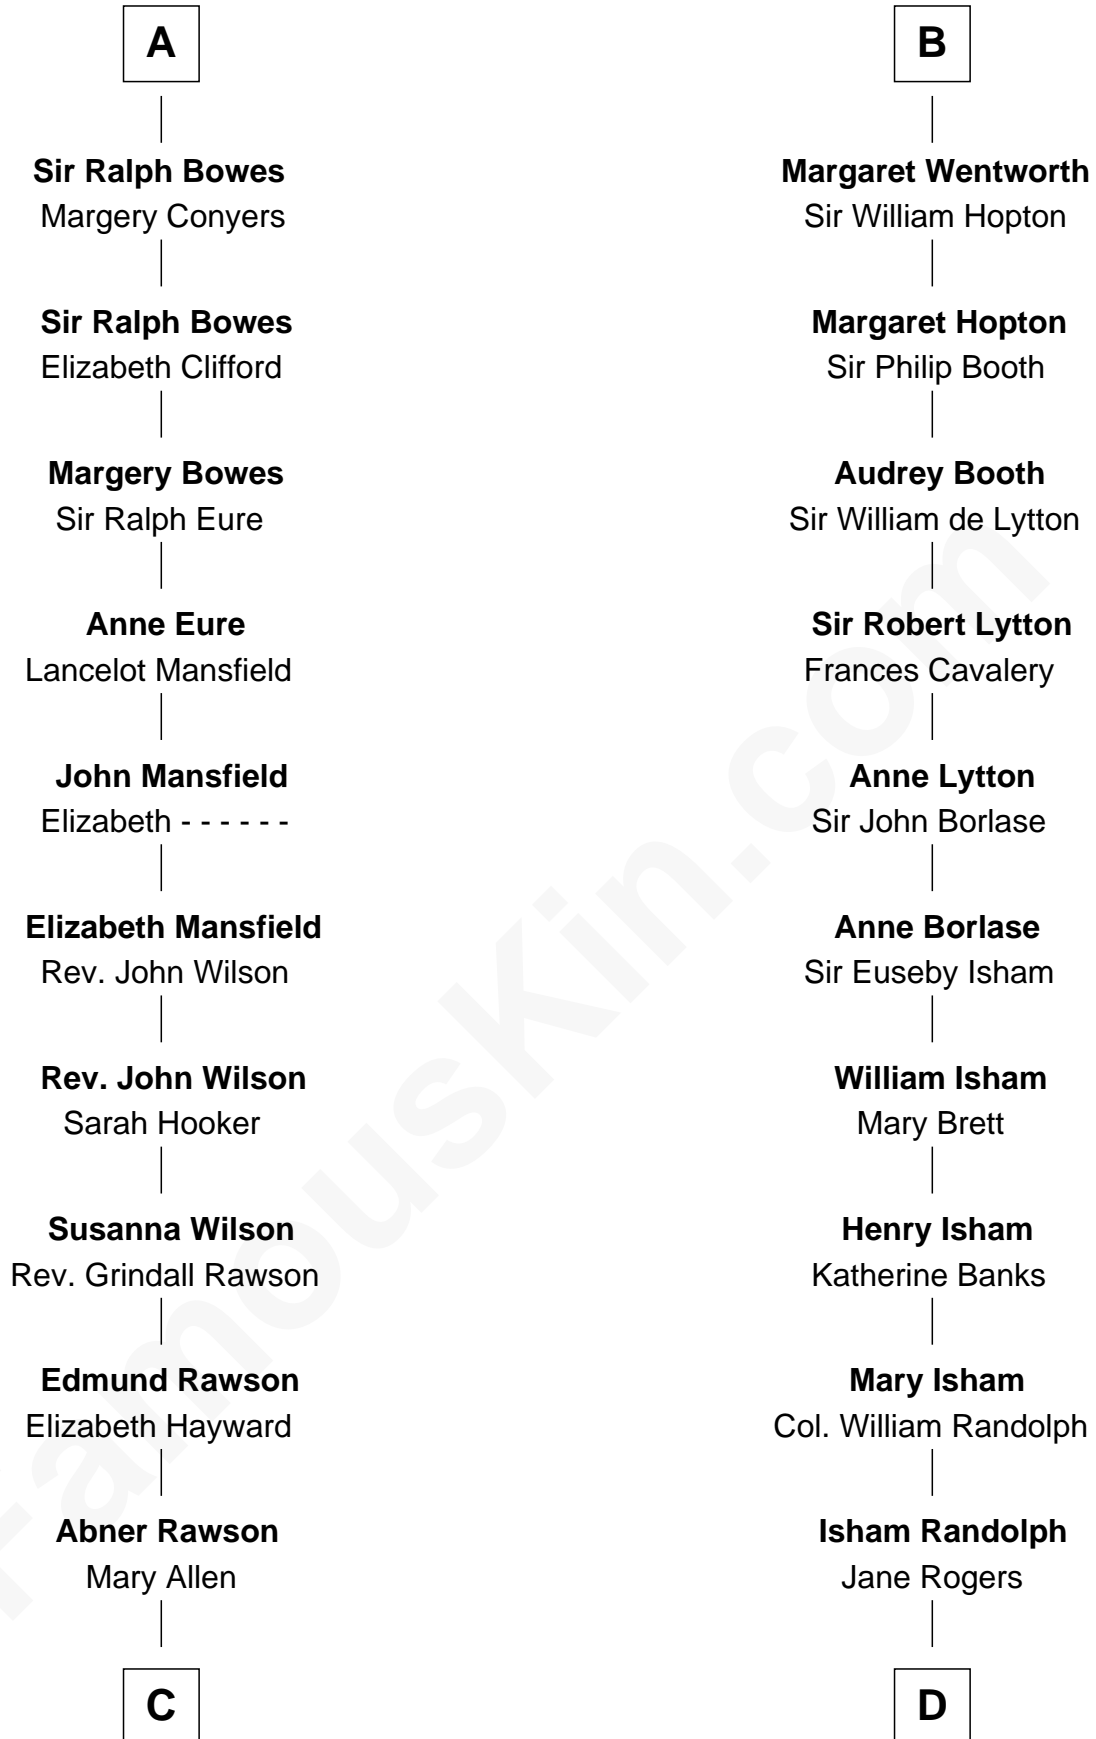 A
Sir Ralph Bowes
Margery Conyers
Sir Ralph Bowes
Elizabeth Clifford
Margery Bowes
Sir Ralph Eure
Anne Eure
Lancelot Mansfield
John Mansfield
Elizabeth - - - - - -
Elizabeth Mansfield
Rev. John Wilson
Rev. John Wilson
Sarah Hooker
Susanna Wilson
Rev. Grindall Rawson
Edmund Rawson
Elizabeth Hayward
Abner Rawson
Mary Allen
C
B
Margaret Wentworth
Sir William Hopton
Margaret Hopton
Sir Philip Booth
Audrey Booth
Sir William de Lytton
Sir Robert Lytton
Frances Cavalery
Anne Lytton
Sir John Borlase
Anne Borlase
Sir Euseby Isham
William Isham
Mary Brett
Henry Isham
Katherine Banks
Mary Isham
Col. William Randolph
Isham Randolph
Jane Rogers
D
FamousKin.com